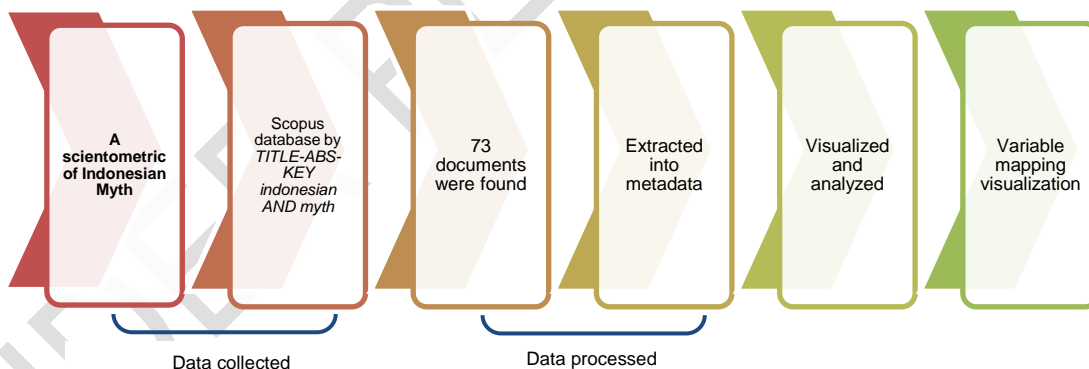 A
scientometric
of Indonesian
Myth
Scopus
database by
TITLE-ABS-
KEY
indonesian
AND myth
73
documents
were found
Extracted
into
metadata
Visualized
and
analyzed
Variable
mapping
visualization
Data collected
Data processed